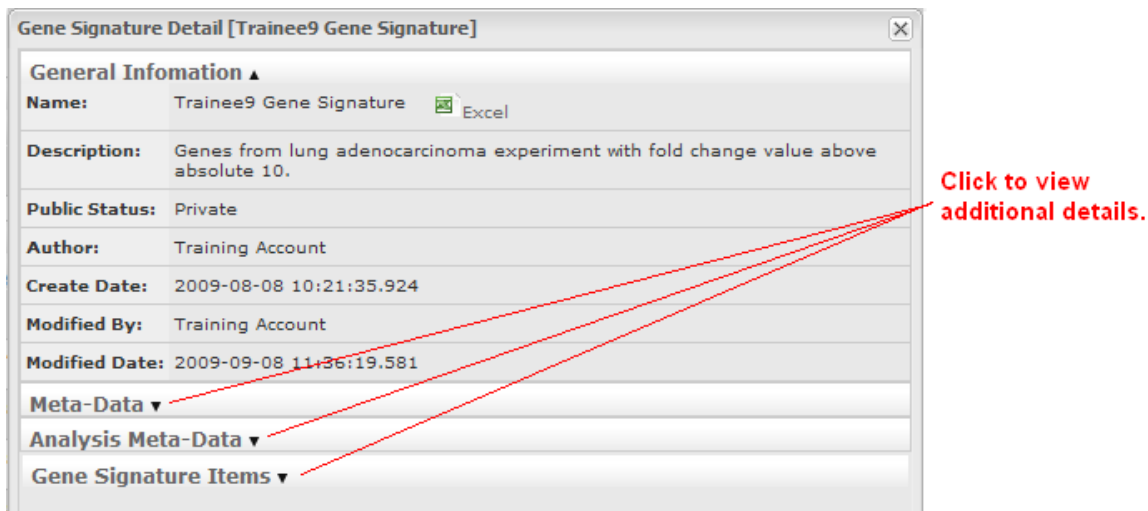 Gene Signature Detail [Trainee9 Gene Signature]
General Infomation ▲
Name: Trainee9 Gene Signature Excel
Description: Genes from lung adenocarcinoma experiment with fold change value above
absolute 10.
Public Status: Private
Author: Training Account
Create Date: 2009-08-08 10:21:35.924
Modified By: Training Account
Modified Date: 2009-09-08 11:36:19.581
Meta-Data ▼
Analysis Meta-Data ▼
Gene Signature Items ▼
Click to view
additional details.